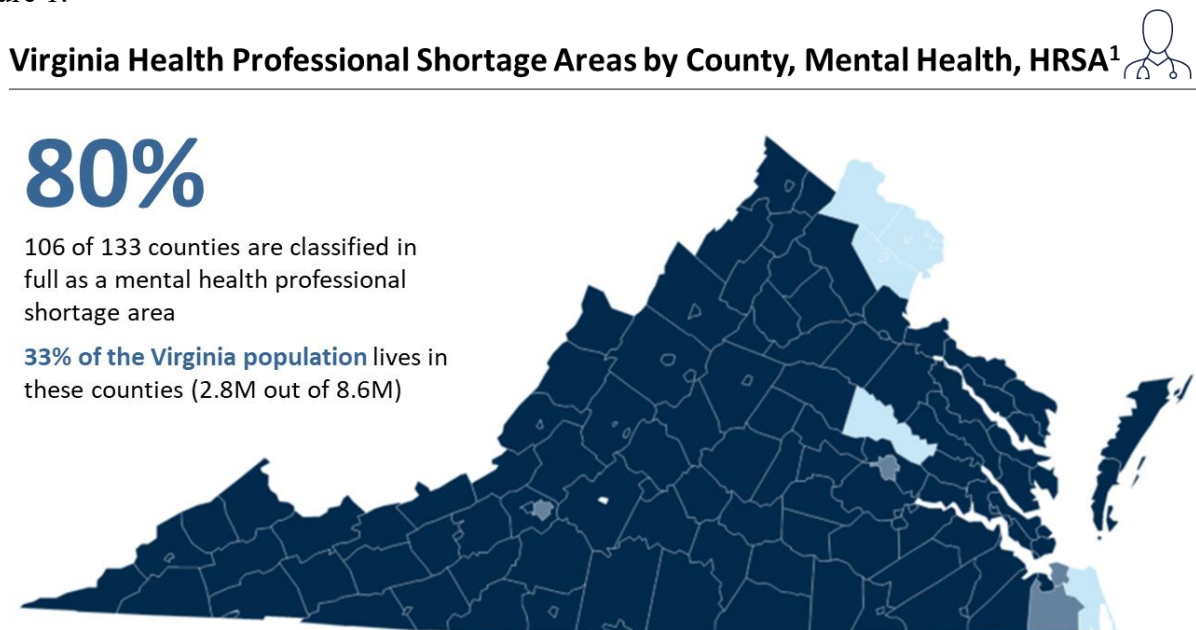 Virginia Health Professional Shortage Areas by County, Mental Health, HRSA¹
80%
106 of 133 counties are classified in
full as a mental health professional
shortage area
33% of the Virginia population lives in
these counties (2.8M out of 8.6M)